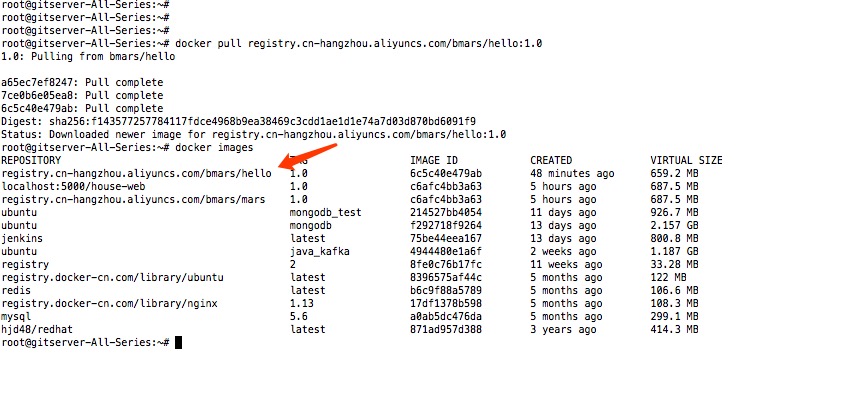 root@gitserver-All-Series:~#
root@gitserver-All-Series:~#
root@gitserver-All-Series:~#
root@gitserver-All-Series:~# docker pull registry.cn-hangzhou.aliyuncs.com/bmars/hello:1.0
1.0: Pulling from bmars/hello
a65ec7ef8247: Pull complete
7ce0b6e05ea8: Pull complete
6c5c40e479ab: Pull complete
Digest: sha256:f143577257784117fdce4968b9ea38469c3cdd1ae1d1e74a7d03d870bd6091f9
Status: Downloaded newer image for registry.cn-hangzhou.aliyuncs.com/bmars/hello:1.0
root@gitserver-All-Series:~# docker images
REPOSITORY IMAGE ID CREATED VIRTUAL SIZE
registry.cn-hangzhou.aliyuncs.com/bmars/hello 1.0 6c5c40e479ab 48 minutes ago 659.2 MB
localhost:5000/house-web 1.0 c6afc4bb3a63 5 hours ago 687.5 MB
registry.cn-hangzhou.aliyuncs.com/bmars/mars 1.0 c6afc4bb3a63 5 hours ago 687.5 MB
ubuntu mongodb_test 214527bb4054 11 days ago 926.7 MB
ubuntu mongodb f292718f9264 13 days ago 2.157 GB
jenkins latest 75be44eea167 13 days ago 800.8 MB
ubuntu java_kafka 4944480e1a6f 2 weeks ago 1.187 GB
registry 2 8fe0c76b17fc 11 weeks ago 33.28 MB
registry.docker-cn.com/library/ubuntu latest 8396575af44c 5 months ago 122 MB
redis latest b6c9f88a5789 5 months ago 106.6 MB
registry.docker-cn.com/library/nginx 1.13 17df1378b598 5 months ago 108.3 MB
mysql 5.6 a0ab5dc476da 5 months ago 299.1 MB
hjd48/redhat latest 871ad957d388 3 years ago 414.3 MB
root@gitserver-All-Series:~#